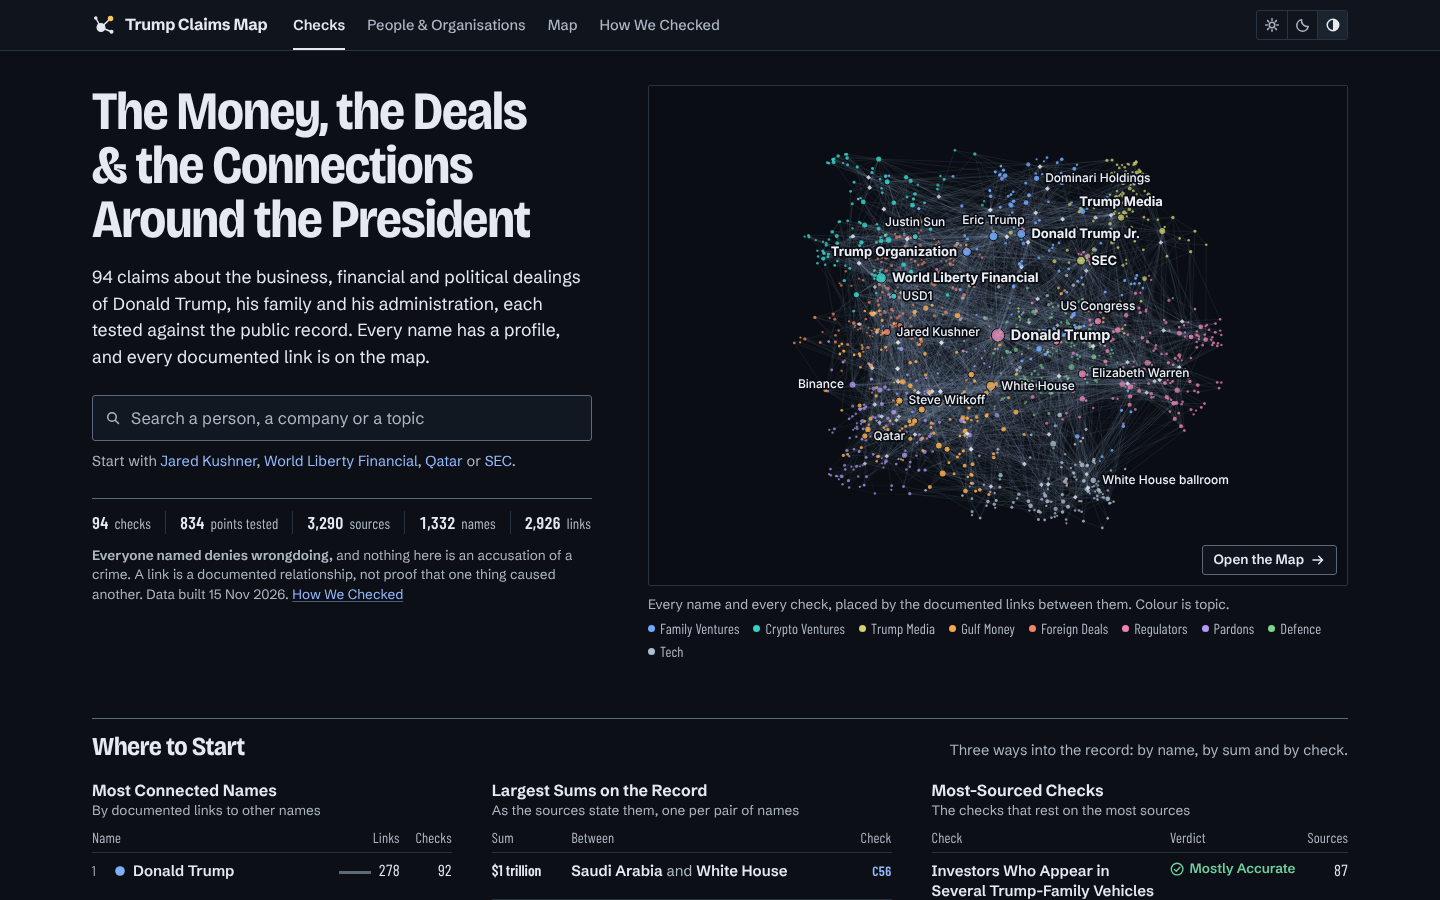 Trump Claims Map
Checks
People & Organisations
Map
How We Checked
The Money, the Deals
& the Connections
Around the President
94 claims about the business, financial and political dealings
of Donald Trump, his family and his administration, each
tested against the public record. Every name has a profile,
and every documented link is on the map.
Search a person, a company or a topic
Start with Jared Kushner, World Liberty Financial, Qatar or SEC.
94 checks
834 points tested
3,290 sources
1,332 names
2,926 links
Everyone named denies wrongdoing, and nothing here is an accusation of a
crime. A link is a documented relationship, not proof that one thing caused
another. Data built 15 Nov 2026. How We Checked
Dominari Holdings
Trump Media
Justin Sun
Eric Trump
Donald Trump Jr.
Trump Organization
SEC
World Liberty Financial
USD1
US Congress
Jared Kushner
Donald Trump
Elizabeth Warren
Binance
White House
Steve Witkoff
Qatar
White House ballroom
Open the Map →
Every name and every check, placed by the documented links between them. Colour is topic.
Family Ventures
Crypto Ventures
Trump Media
Gulf Money
Foreign Deals
Regulators
Pardons
Defence
Tech
Where to Start
Three ways into the record: by name, by sum and by check.
Most Connected Names
By documented links to other names
Name Links Checks
1 Donald Trump 278 92
Largest Sums on the Record
As the sources state them, one per pair of names
Sum Between Check
$1 trillion Saudi Arabia and White House C56
Most-Sourced Checks
The checks that rest on the most sources
Check Verdict Sources
Investors Who Appear in Mostly Accurate 87
Several Trump-Family Vehicles